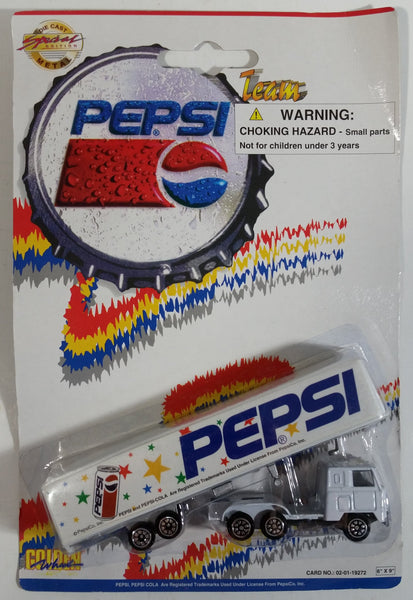 DIE CAST
Special
EDITION
METAL
Team
PEPSI®
WARNING:
CHOKING HAZARD - Small parts
Not for children under 3 years
PEPSI®
PEPSI
PEPSI and PEPSI-COLA Are Registered Trademarks Used Under License From PepsiCo, Inc.
©PepsiCo, Inc.
GOLDEN
Wheel
PEPSI, PEPSI COLA Are Registered Trademarks Used Under License From PepsiCo, Inc.
CARD NO.: 02-01-19272
6" X 9"